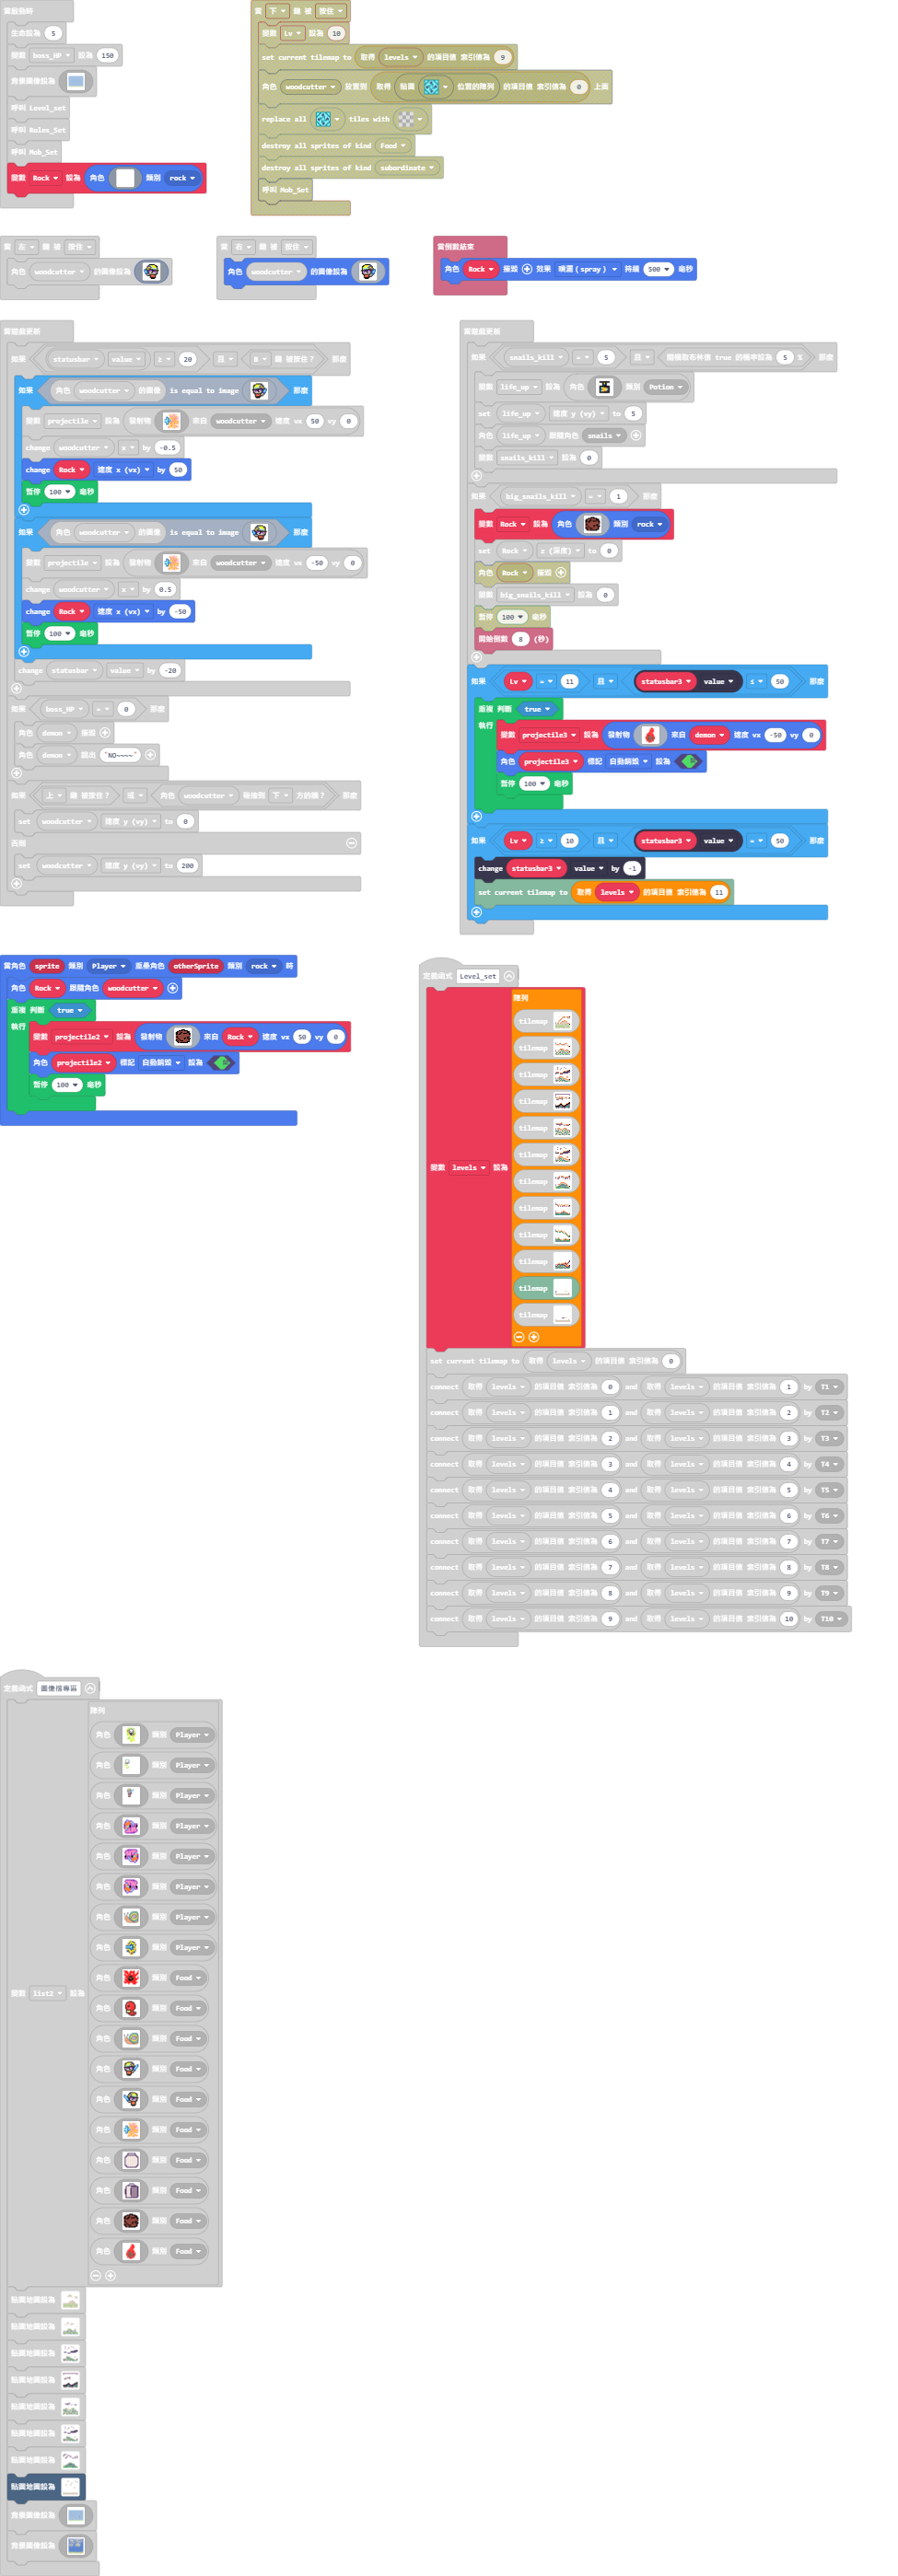 當啟動時
生命設為 5
變數 boss_HP 設為 150
背景圖像設為
呼叫 Level_set
呼叫 Roles_Set
呼叫 Mob_Set
變數 Rock 設為 角色 類別 rock
當 下 鍵 被 按住
變數 Lv 設為 10
set current tilemap to 取得 levels 的項目值 索引值為 9
角色 woodcutter 放置到 取得 貼圖 位置的陣列 的項目值 索引值為 0 上面
replace all tiles with
destroy all sprites of kind Food
destroy all sprites of kind subordinate
呼叫 Mob_Set
當 左 鍵 被 按住
角色 woodcutter 的圖像設為
當 右 鍵 被 按住
角色 woodcutter 的圖像設為
當倒數結束
角色 Rock 摧毀 效果 噴灑 (spray) 持續 500 毫秒
當遊戲更新
如果 statusbar value ≥ 20 且 B 鍵 被按住？ 那麼
如果 角色 woodcutter 的圖像 is equal to image 那麼
變數 projectile 設為 發射物 來自 woodcutter 速度 vx 50 vy 0
change woodcutter x by -0.5
change Rock 速度 x (vx) by 50
暫停 100 毫秒
如果 角色 woodcutter 的圖像 is equal to image 那麼
變數 projectile 設為 發射物 來自 woodcutter 速度 vx -50 vy 0
change woodcutter x by 0.5
change Rock 速度 x (vx) by -50
暫停 100 毫秒
change statusbar value by -20
如果 boss_HP = 0 那麼
角色 demon 摧毀
角色 demon 說出 "NO~~~~"
如果 上 鍵 被按住？ 或 角色 woodcutter 碰撞到 下 方的牆？ 那麼
set woodcutter 速度 y (vy) to 0
否則
set woodcutter 速度 y (vy) to 200
當遊戲更新
如果 snails_kill = 5 且 隨機取布林值 true 的機率設為 5 % 那麼
變數 life_up 設為 角色 類別 Potion
set life_up 速度 y (vy) to 5
角色 life_up 跟隨角色 snails
變數 snails_kill 設為 0
如果 big_snails_kill = 1 那麼
變數 Rock 設為 角色 類別 rock
set Rock z (深度) to 0
角色 Rock 摧毀
變數 big_snails_kill 設為 0
暫停 100 毫秒
開始倒數 8 (秒)
如果 Lv = 11 且 statusbar3 value ≤ 50 那麼
重複 判斷 true
執行
變數 projectile3 設為 發射物 來自 demon 速度 vx -50 vy 0
角色 projectile3 標記 自動銷毀 設為
暫停 100 毫秒
如果 Lv ≥ 10 且 statusbar3 value = 50 那麼
change statusbar3 value by -1
set current tilemap to 取得 levels 的項目值 索引值為 11
當角色 sprite 類別 Player 重疊角色 otherSprite 類別 rock 時
角色 Rock 跟隨角色 woodcutter
重複 判斷 true
執行
變數 projectile2 設為 發射物 來自 Rock 速度 vx 50 vy 0
角色 projectile2 標記 自動銷毀 設為
暫停 100 毫秒
定義函式 Level_set
變數 levels 設為
陣列
tilemap
tilemap
tilemap
tilemap
tilemap
tilemap
tilemap
tilemap
tilemap
tilemap
tilemap
tilemap
set current tilemap to 取得 levels 的項目值 索引值為 0
connect 取得 levels 的項目值 索引值為 0 and 取得 levels 的項目值 索引值為 1 by T1
connect 取得 levels 的項目值 索引值為 1 and 取得 levels 的項目值 索引值為 2 by T2
connect 取得 levels 的項目值 索引值為 2 and 取得 levels 的項目值 索引值為 3 by T3
connect 取得 levels 的項目值 索引值為 3 and 取得 levels 的項目值 索引值為 4 by T4
connect 取得 levels 的項目值 索引值為 4 and 取得 levels 的項目值 索引值為 5 by T5
connect 取得 levels 的項目值 索引值為 5 and 取得 levels 的項目值 索引值為 6 by T6
connect 取得 levels 的項目值 索引值為 6 and 取得 levels 的項目值 索引值為 7 by T7
connect 取得 levels 的項目值 索引值為 7 and 取得 levels 的項目值 索引值為 8 by T8
connect 取得 levels 的項目值 索引值為 8 and 取得 levels 的項目值 索引值為 9 by T9
connect 取得 levels 的項目值 索引值為 9 and 取得 levels 的項目值 索引值為 10 by T10
定義函式 圖像檔專區
變數 list2 設為
陣列
角色 類別 Player
角色 類別 Player
角色 類別 Player
角色 類別 Player
角色 類別 Player
角色 類別 Player
角色 類別 Player
角色 類別 Player
角色 類別 Food
角色 類別 Food
角色 類別 Food
角色 類別 Food
角色 類別 Food
角色 類別 Food
角色 類別 Food
角色 類別 Food
角色 類別 Food
角色 類別 Food
貼圖地圖設為
貼圖地圖設為
貼圖地圖設為
貼圖地圖設為
貼圖地圖設為
貼圖地圖設為
貼圖地圖設為
貼圖地圖設為
背景圖像設為
背景圖像設為